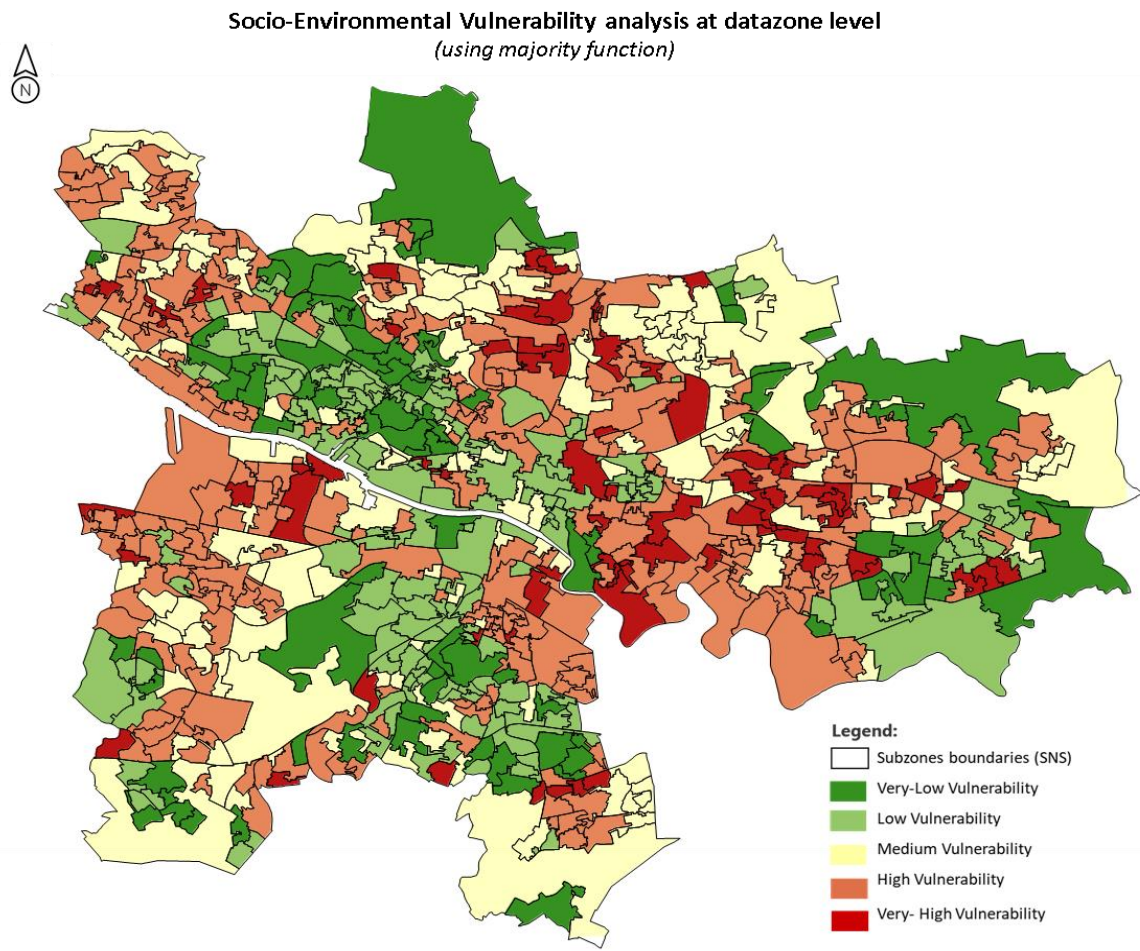 Socio-Environmental Vulnerability analysis at datazone level
(using majority function)
N
Legend:
Subzones boundaries (SNS)
Very-Low Vulnerability
Low Vulnerability
Medium Vulnerability
High Vulnerability
Very- High Vulnerability